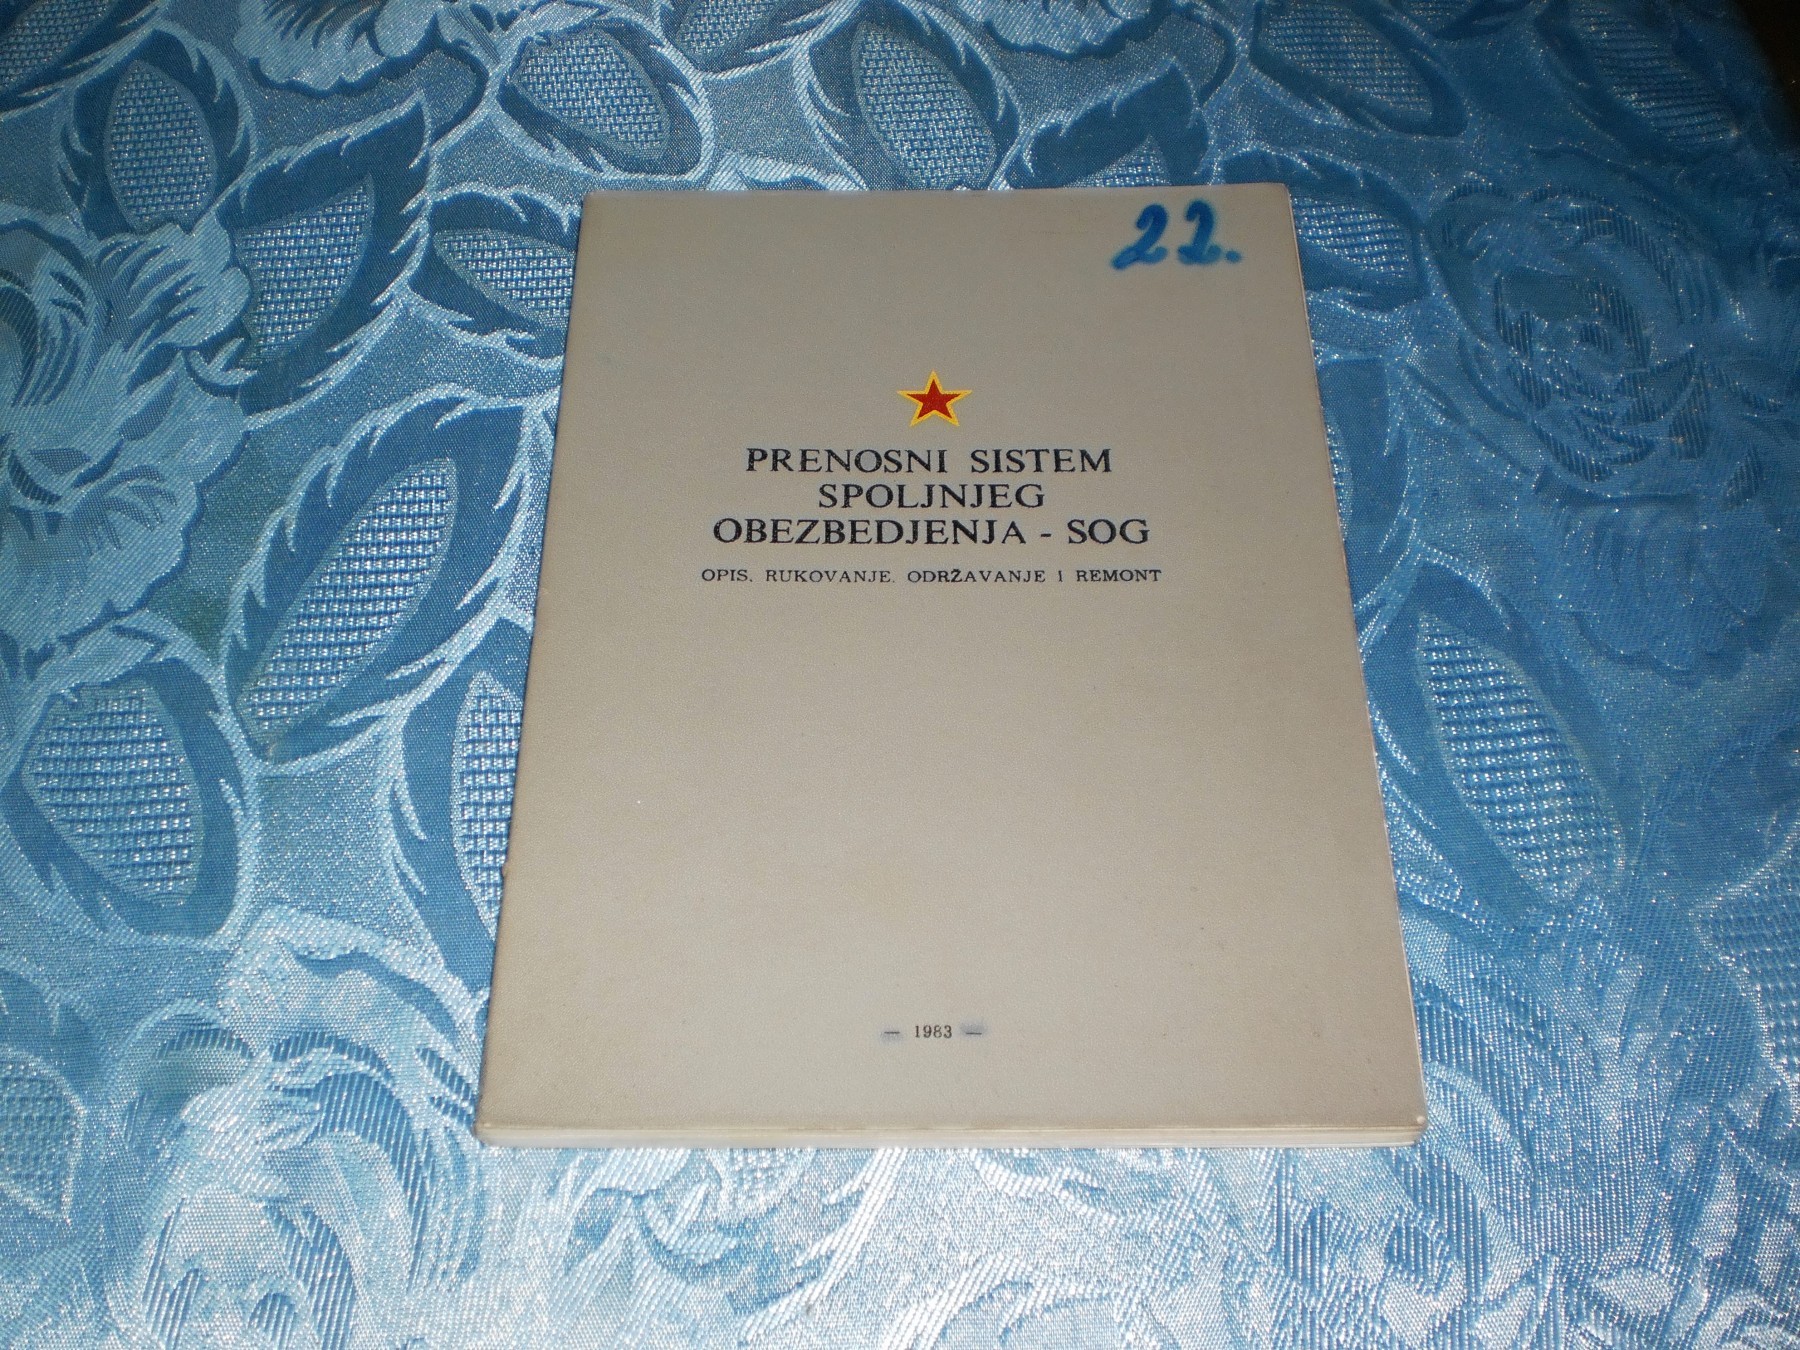 22.
PRENOSNI SISTEM
SPOLJNJEG
OBEZBEDJENJA - SOG
OPIS, RUKOVANJE, ODRŽAVANJE I REMONT
— 1983 —